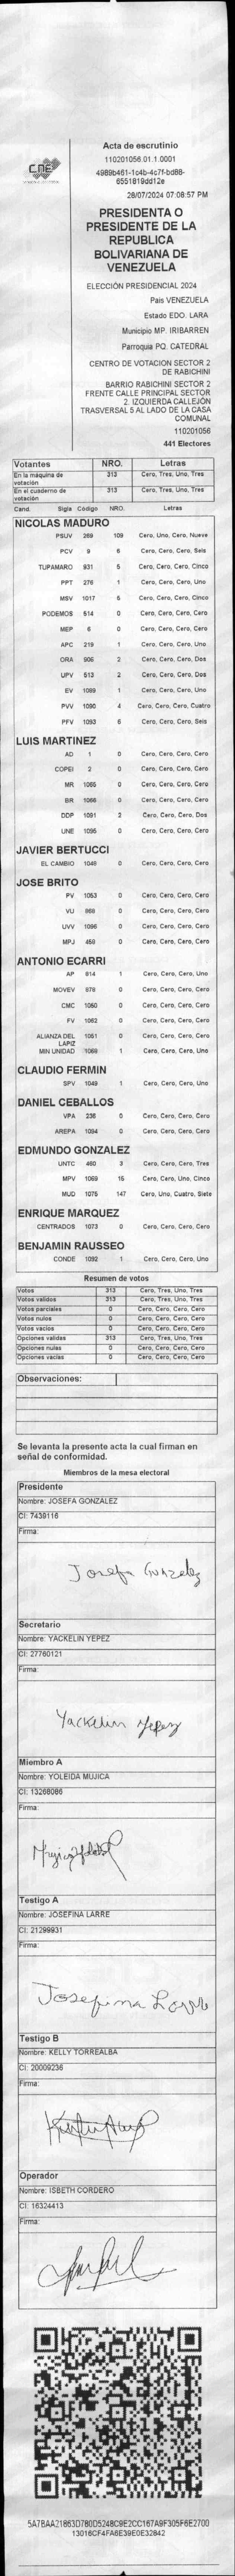 CNE
Acta de escrutinio
110201056.01.1.0001
4989b461-1c4b-4c7f-bd88-
6551819dd12e
28/07/2024 07:08:57 PM
PRESIDENTA O
PRESIDENTE DE LA
REPUBLICA
BOLIVARIANA DE
VENEZUELA
ELECCIÓN PRESIDENCIAL 2024
Pais VENEZUELA
Estado EDO. LARA
Municipio MP. IRIBARREN
Parroquia PQ. CATEDRAL
CENTRO DE VOTACION SECTOR 2
DE RABICHINI
BARRIO RABICHINI SECTOR 2
FRENTE CALLE PRINCIPAL SECTOR
2. IZQUIERDA CALLEJÓN
TRASVERSAL 5 AL LADO DE LA CASA
COMUNAL
110201056
441 Electores
Votantes NRO. Letras
En la máquina de votación 313 Cero, Tres, Uno, Tres
En el cuaderno de votación 313 Cero, Tres, Uno, Tres
Cand. Sigla Codigo NRO. Letras
NICOLAS MADURO
PSUV 269 109 Cero, Uno, Cero, Nueve
PCV 9 6 Cero, Cero, Cero, Seis
TUPAMARO 931 5 Cero, Cero, Cero, Cinco
PPT 276 1 Cero, Cero, Cero, Uno
MSV 1017 5 Cero, Cero, Cero, Cinco
PODEMOS 514 0 Cero, Cero, Cero, Cero
MEP 6 0 Cero, Cero, Cero, Cero
APC 219 1 Cero, Cero, Cero, Uno
ORA 906 2 Cero, Cero, Cero, Dos
UPV 513 2 Cero, Cero, Cero, Dos
EV 1089 1 Cero, Cero, Cero, Uno
PVV 1090 4 Cero, Cero, Cero, Cuatro
PFV 1093 6 Cero, Cero, Cero, Seis
LUIS MARTINEZ
AD 1 0 Cero, Cero, Cero, Cero
COPEI 2 0 Cero, Cero, Cero, Cero
MR 1065 0 Cero, Cero, Cero, Cero
BR 1066 0 Cero, Cero, Cero, Cero
DDP 1091 2 Cero, Cero, Cero, Dos
UNE 1095 0 Cero, Cero, Cero, Cero
JAVIER BERTUCCI
EL CAMBIO 1048 0 Cero, Cero, Cero, Cero
JOSE BRITO
PV 1053 0 Cero, Cero, Cero, Cero
VU 868 0 Cero, Cero, Cero, Cero
UVV 1096 0 Cero, Cero, Cero, Cero
MPJ 459 0 Cero, Cero, Cero, Cero
ANTONIO ECARRI
AP 614 1 Cero, Cero, Cero, Uno
MOVEV 978 0 Cero, Cero, Cero, Cero
CMC 1050 0 Cero, Cero, Cero, Cero
FV 1062 0 Cero, Cero, Cero, Cero
ALIANZA DEL LAPIZ 1051 0 Cero, Cero, Cero, Cero
MIN UNIDAD 1068 1 Cero, Cero, Cero, Uno
CLAUDIO FERMIN
SPV 1049 1 Cero, Cero, Cero, Uno
DANIEL CEBALLOS
VPA 236 0 Cero, Cero, Cero, Cero
AREPA 1094 0 Cero, Cero, Cero, Cero
EDMUNDO GONZALEZ
UNTC 460 3 Cero, Cero, Cero, Tres
MPV 1069 15 Cero, Cero, Uno, Cinco
MUD 1075 147 Cero, Uno, Cuatro, Siete
ENRIQUE MARQUEZ
CENTRADOS 1073 0 Cero, Cero, Cero, Cero
BENJAMIN RAUSSEO
CONDE 1092 1 Cero, Cero, Cero, Uno
Resumen de votos
Votos 313 Cero, Tres, Uno, Tres
Votos validos 313 Cero, Tres, Uno, Tres
Votos parciales 0 Cero, Cero, Cero, Cero
Votos nulos 0 Cero, Cero, Cero, Cero
Votos vacios 0 Cero, Cero, Cero, Cero
Opciones validas 313 Cero, Tres, Uno, Tres
Opciones nulas 0 Cero, Cero, Cero, Cero
Opciones vacias 0 Cero, Cero, Cero, Cero
Observaciones:
Se levanta la presente acta la cual firman en
señal de conformidad.
Miembros de la mesa electoral
Presidente
Nombre: JOSEFA GONZALEZ
CI: 7439116
Firma:
Josefa Gonzalez
Secretario
Nombre: YACKELIN YEPEZ
CI: 27760121
Firma:
Yackelin Yepez
Miembro A
Nombre: YOLEIDA MUJICA
CI: 13268086
Firma:
Testigo A
Nombre: JOSEFINA LARRE
CI: 21299931
Firma:
Josefina Larre
Testigo B
Nombre: KELLY TORREALBA
CI: 20009236
Firma:
Operador
Nombre: ISBETH CORDERO
CI: 16324413
Firma:
5A7BAA21863D780D5248C9E2CC167A9F305F6E2700
13016CF4FA6E39E0E32842